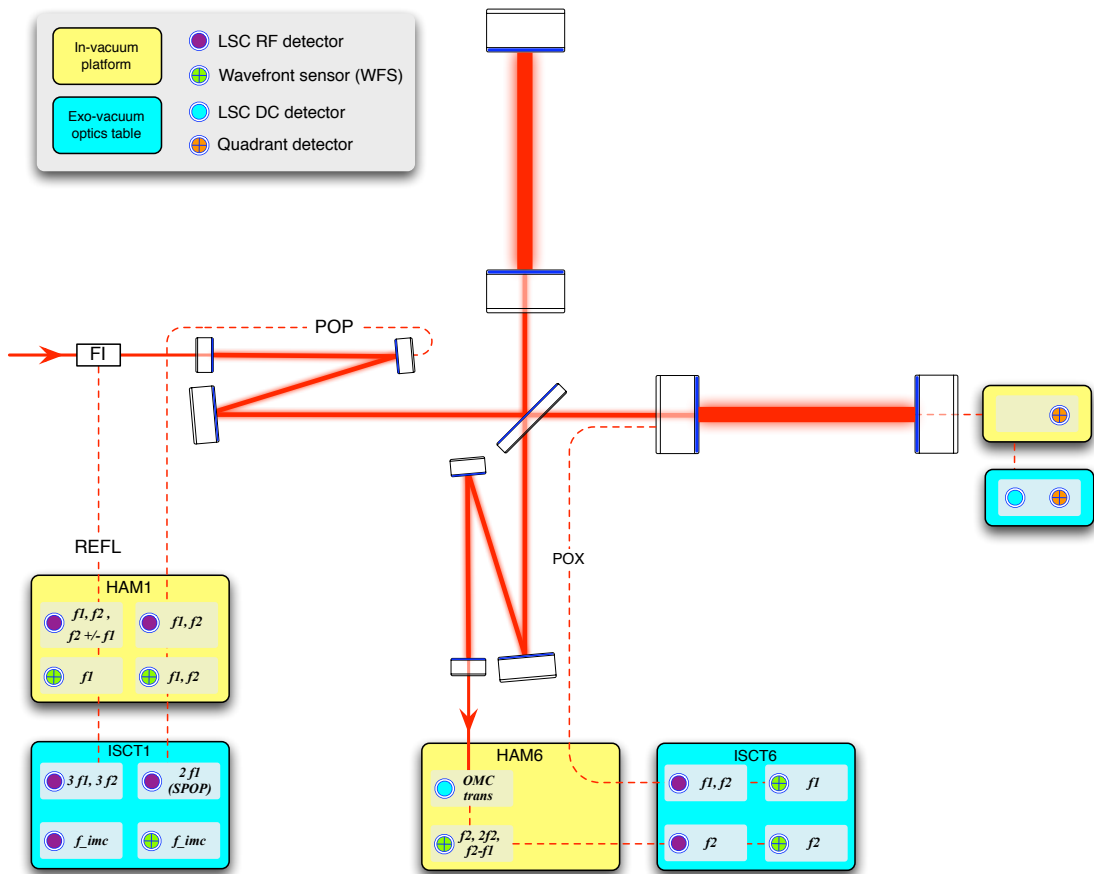 In-vacuum
platform
Exo-vacuum
optics table
LSC RF detector
Wavefront sensor (WFS)
LSC DC detector
Quadrant detector
POP
FI
REFL
POX
HAM1
f1, f2 ,
f2 +/- f1
f1, f2
f1
f1, f2
ISCT1
3 f1, 3 f2
2 f1
(SPOP)
f_imc
f_imc
HAM6
OMC
trans
f2, 2f2,
f2-f1
ISCT6
f1, f2
f1
f2
f2